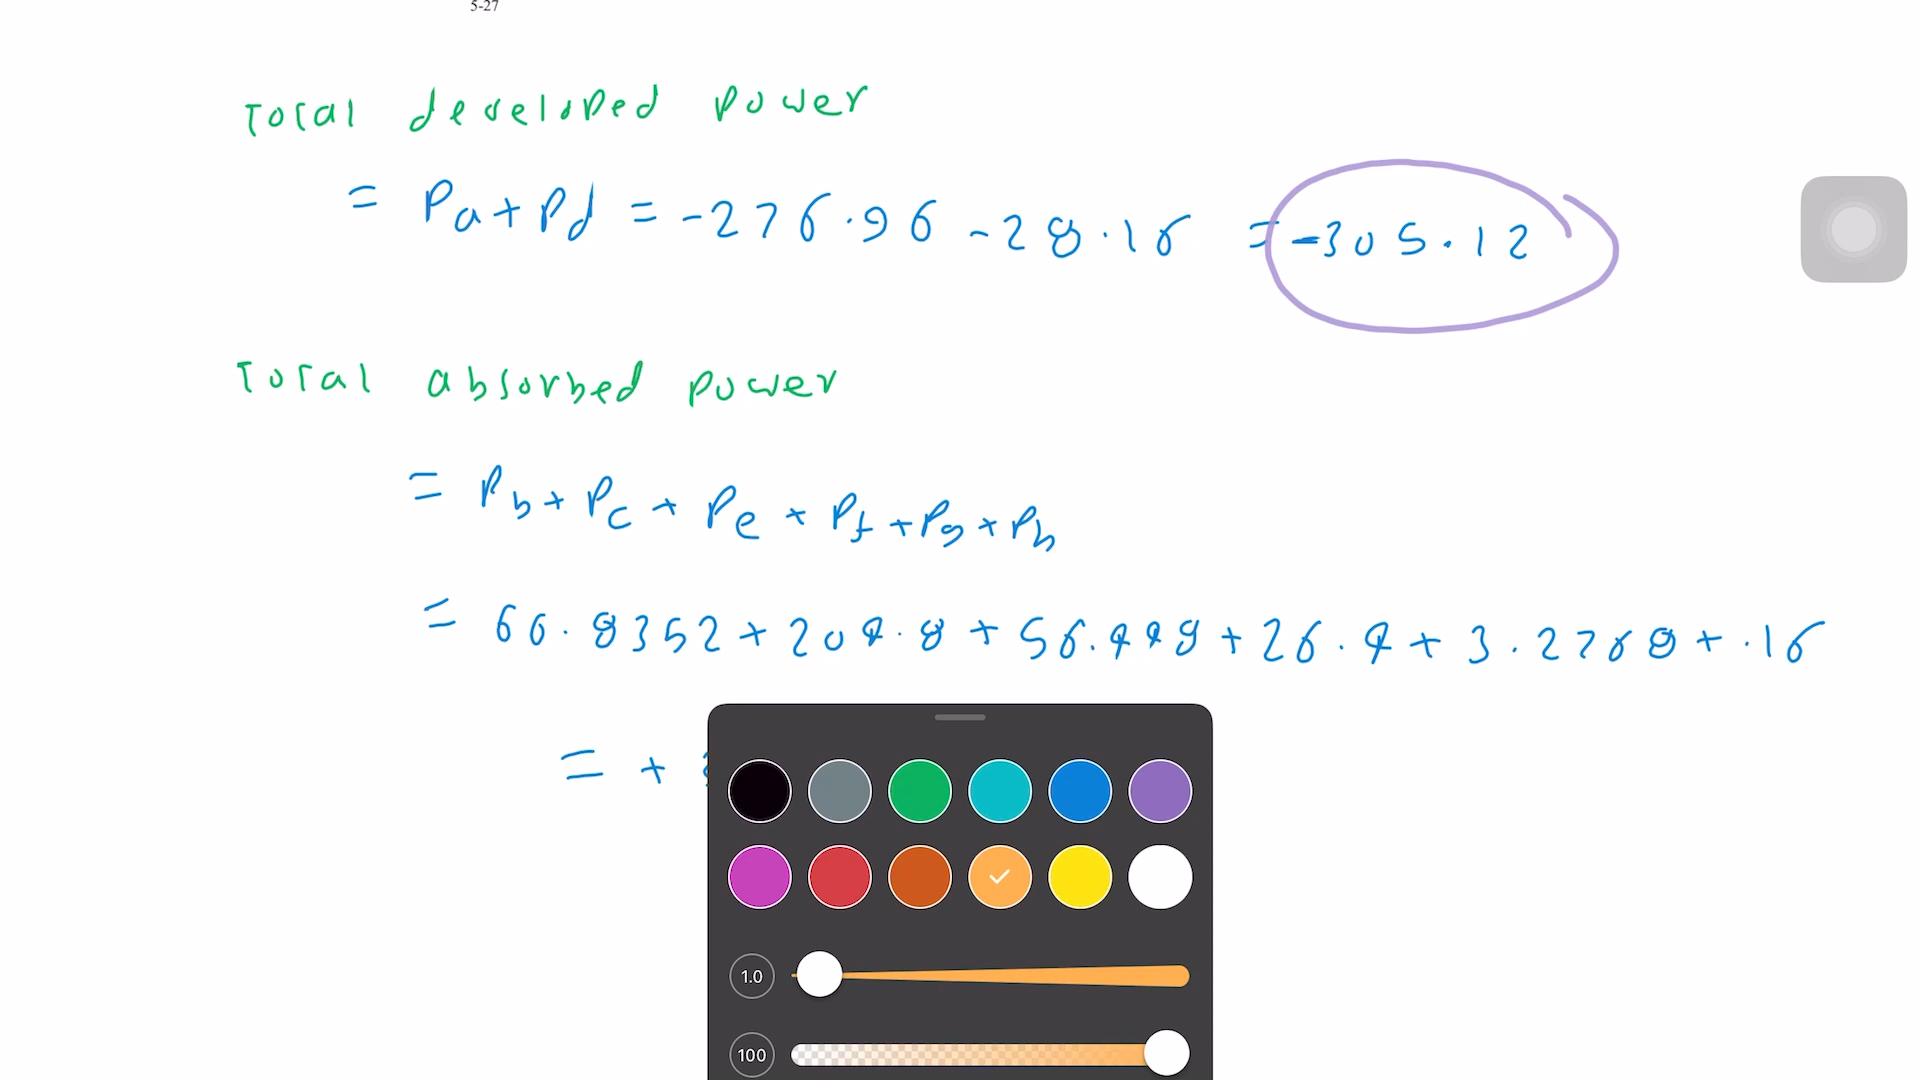 5-27
Total developed power
= Pa + Pd = -276.96 - 28.16 = -305.12
Total absorbed power
= Pb + Pc + Pe + Pf + Pg + Ph
= 66.8352 + 204.8 + 56.448 + 26.4 + 3.2768 + .16
= +
1.0
100